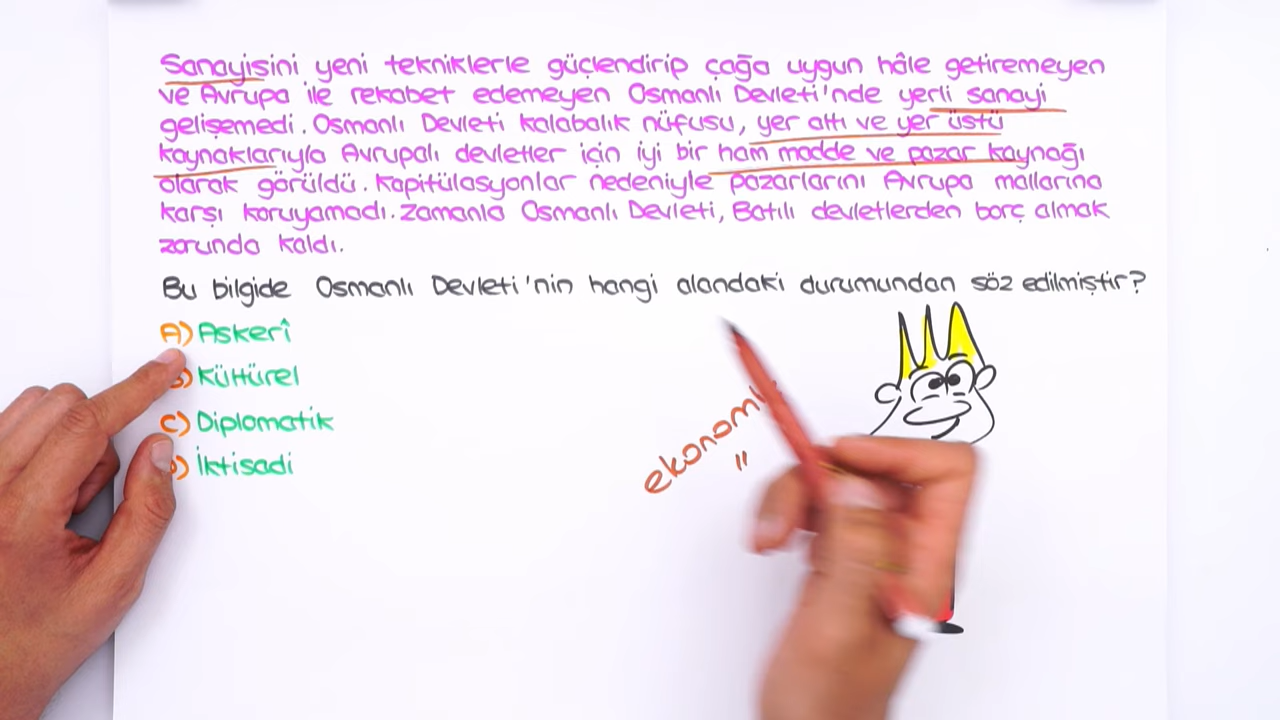 Sanayisini yeni tekniklerle güçlendirip çağa uygun hâle getiremeyen
ve Avrupa ile rekabet edemeyen Osmanlı Devleti'nde yerli sanayi
gelişemedi. Osmanlı Devleti kalabalık nüfusu, yer altı ve yer üstü
kaynaklarıyla Avrupalı devletler için iyi bir ham madde ve pazar kaynağı
olarak görüldü. Kapitülasyonlar nedeniyle pazarlarını Avrupa mallarına
karşı koruyamadı. Zamanla Osmanlı Devleti, Batılı devletlerden borç almak
zorunda kaldı.
Bu bilgide Osmanlı Devleti'nin hangi alandaki durumundan söz edilmiştir?
A) Askerî
B) Kültürel
C) Diplomatik
D) İktisadi
"